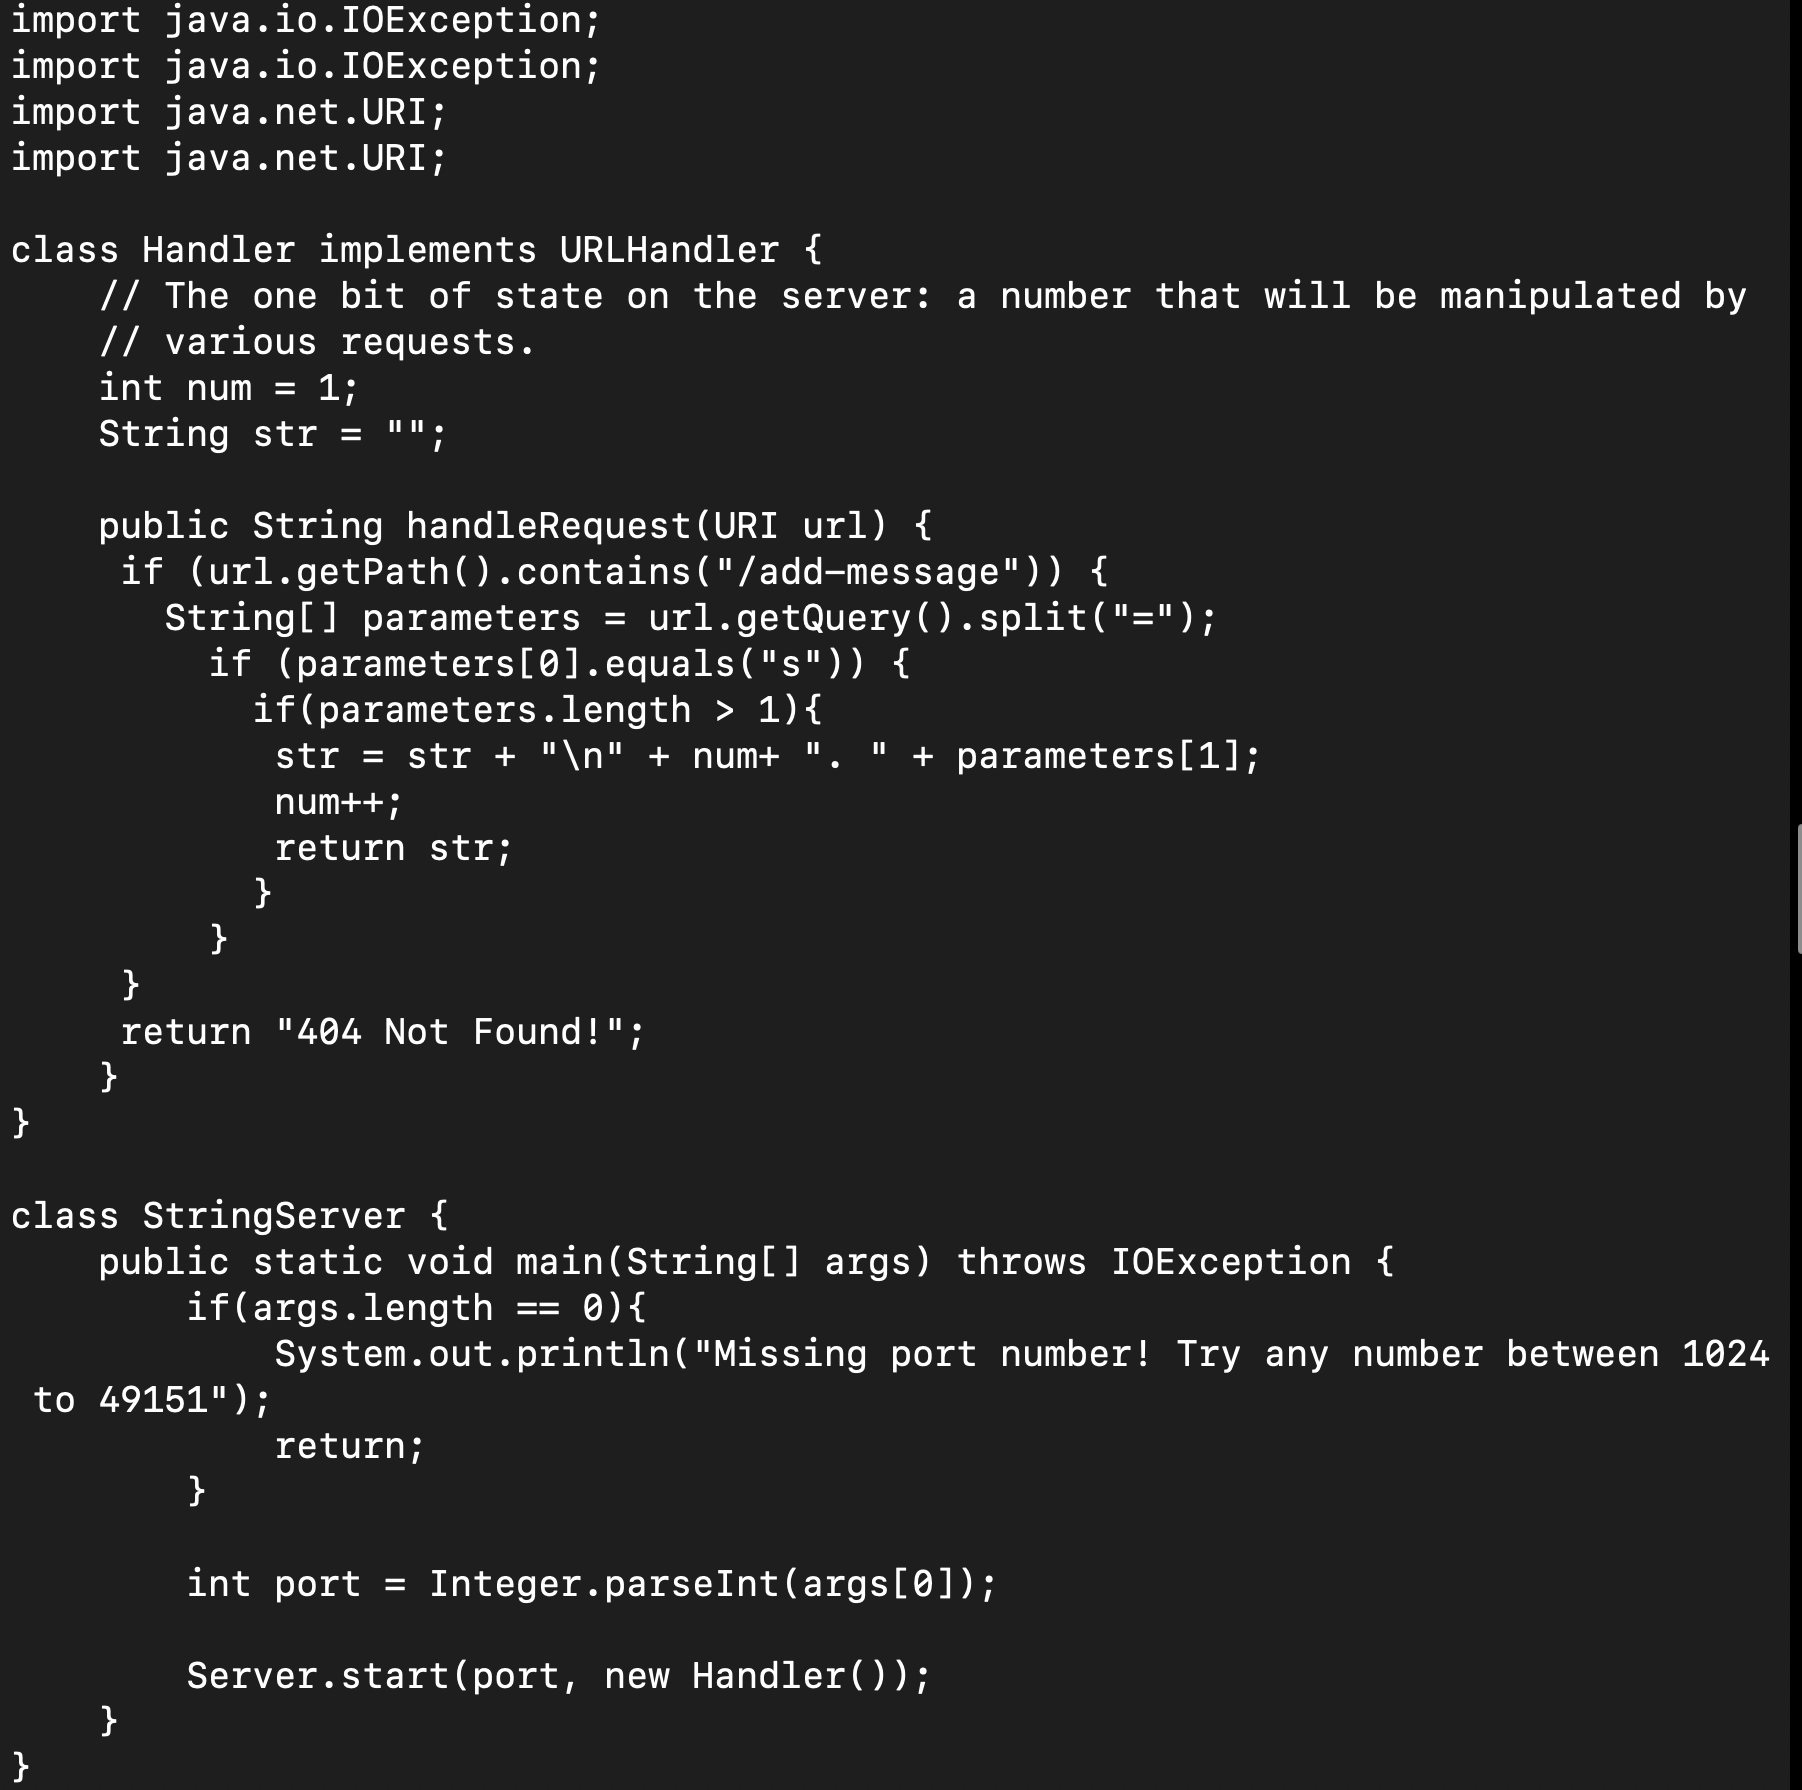 import java.io.IOException;
import java.io.IOException;
import java.net.URI;
import java.net.URI;

class Handler implements URLHandler {
    // The one bit of state on the server: a number that will be manipulated by
    // various requests.
    int num = 1;
    String str = "";

    public String handleRequest(URI url) {
     if (url.getPath().contains("/add-message")) {
       String[] parameters = url.getQuery().split("=");
         if (parameters[0].equals("s")) {
           if(parameters.length > 1){
            str = str + "\n" + num+ ". " + parameters[1];
            num++;
            return str;
           }
         }
     }
     return "404 Not Found!";
    }
}

class StringServer {
    public static void main(String[] args) throws IOException {
        if(args.length == 0){
            System.out.println("Missing port number! Try any number between 1024
 to 49151");
            return;
        }

        int port = Integer.parseInt(args[0]);

        Server.start(port, new Handler());
    }
}